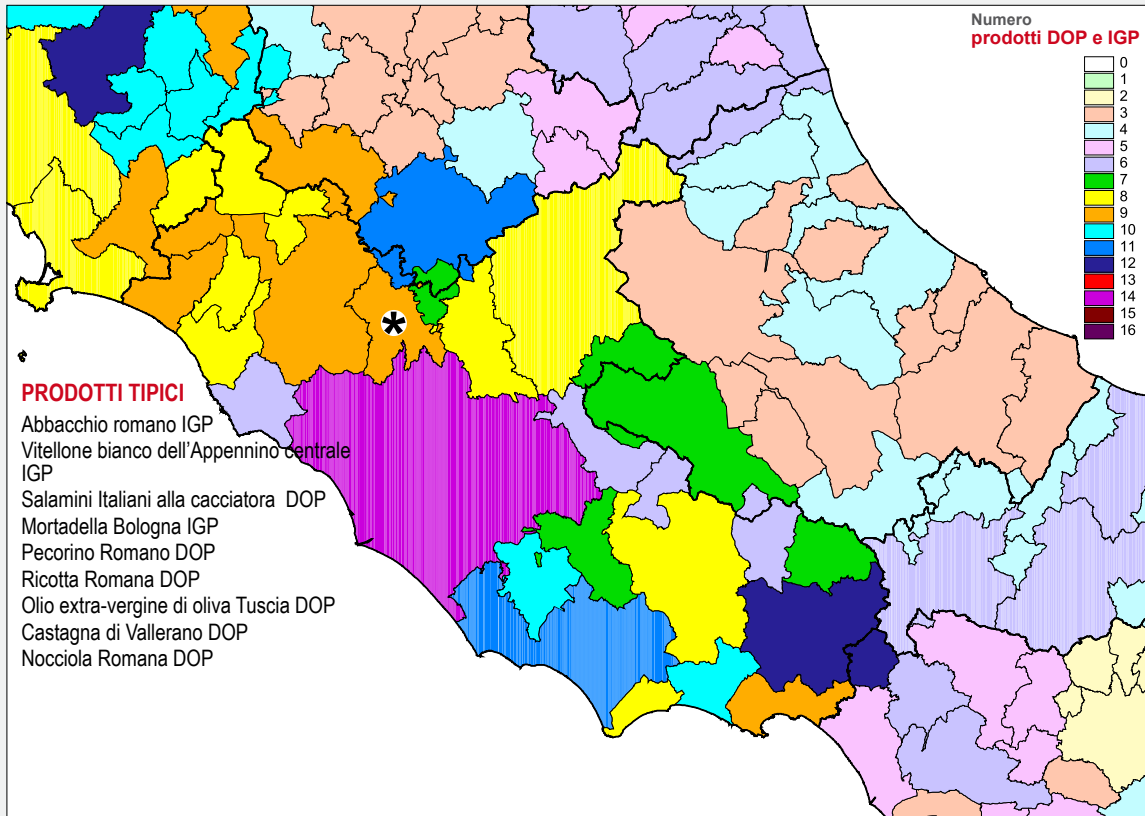 Numero
prodotti DOP e IGP
0
1
2
3
4
5
6
7
8
9
10
11
12
13
14
15
16
*
PRODOTTI TIPICI
Abbacchio romano IGP
Vitellone bianco dell'Appennino centrale
IGP
Salamini Italiani alla cacciatora DOP
Mortadella Bologna IGP
Pecorino Romano DOP
Ricotta Romana DOP
Olio extra-vergine di oliva Tuscia DOP
Castagna di Vallerano DOP
Nocciola Romana DOP